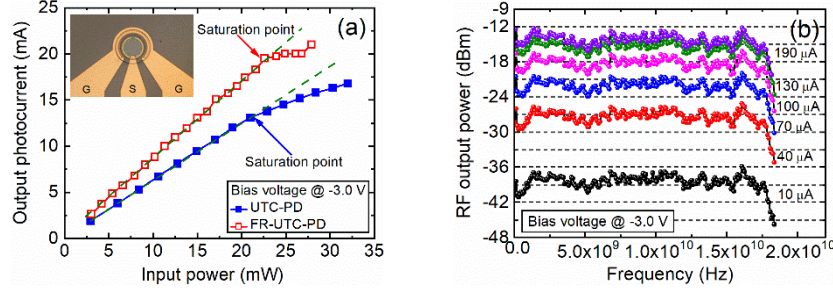 (a)
Saturation point
G S G
Saturation point
Bias voltage @ -3.0 V
UTC-PD
FR-UTC-PD
Output photocurrent (mA)
25
20
15
10
5
0
0 5 10 15 20 25 30 35
Input power (mW)
(b)
190 μA
130 μA
100 μA
70 μA
40 μA
10 μA
Bias voltage @ -3.0 V
RF output power (dBm)
-9
-12
-18
-24
-30
-36
-42
-48
0.0 5.0x10⁹ 1.0x10¹⁰ 1.5x10¹⁰ 2.0x10¹⁰
Frequency (Hz)